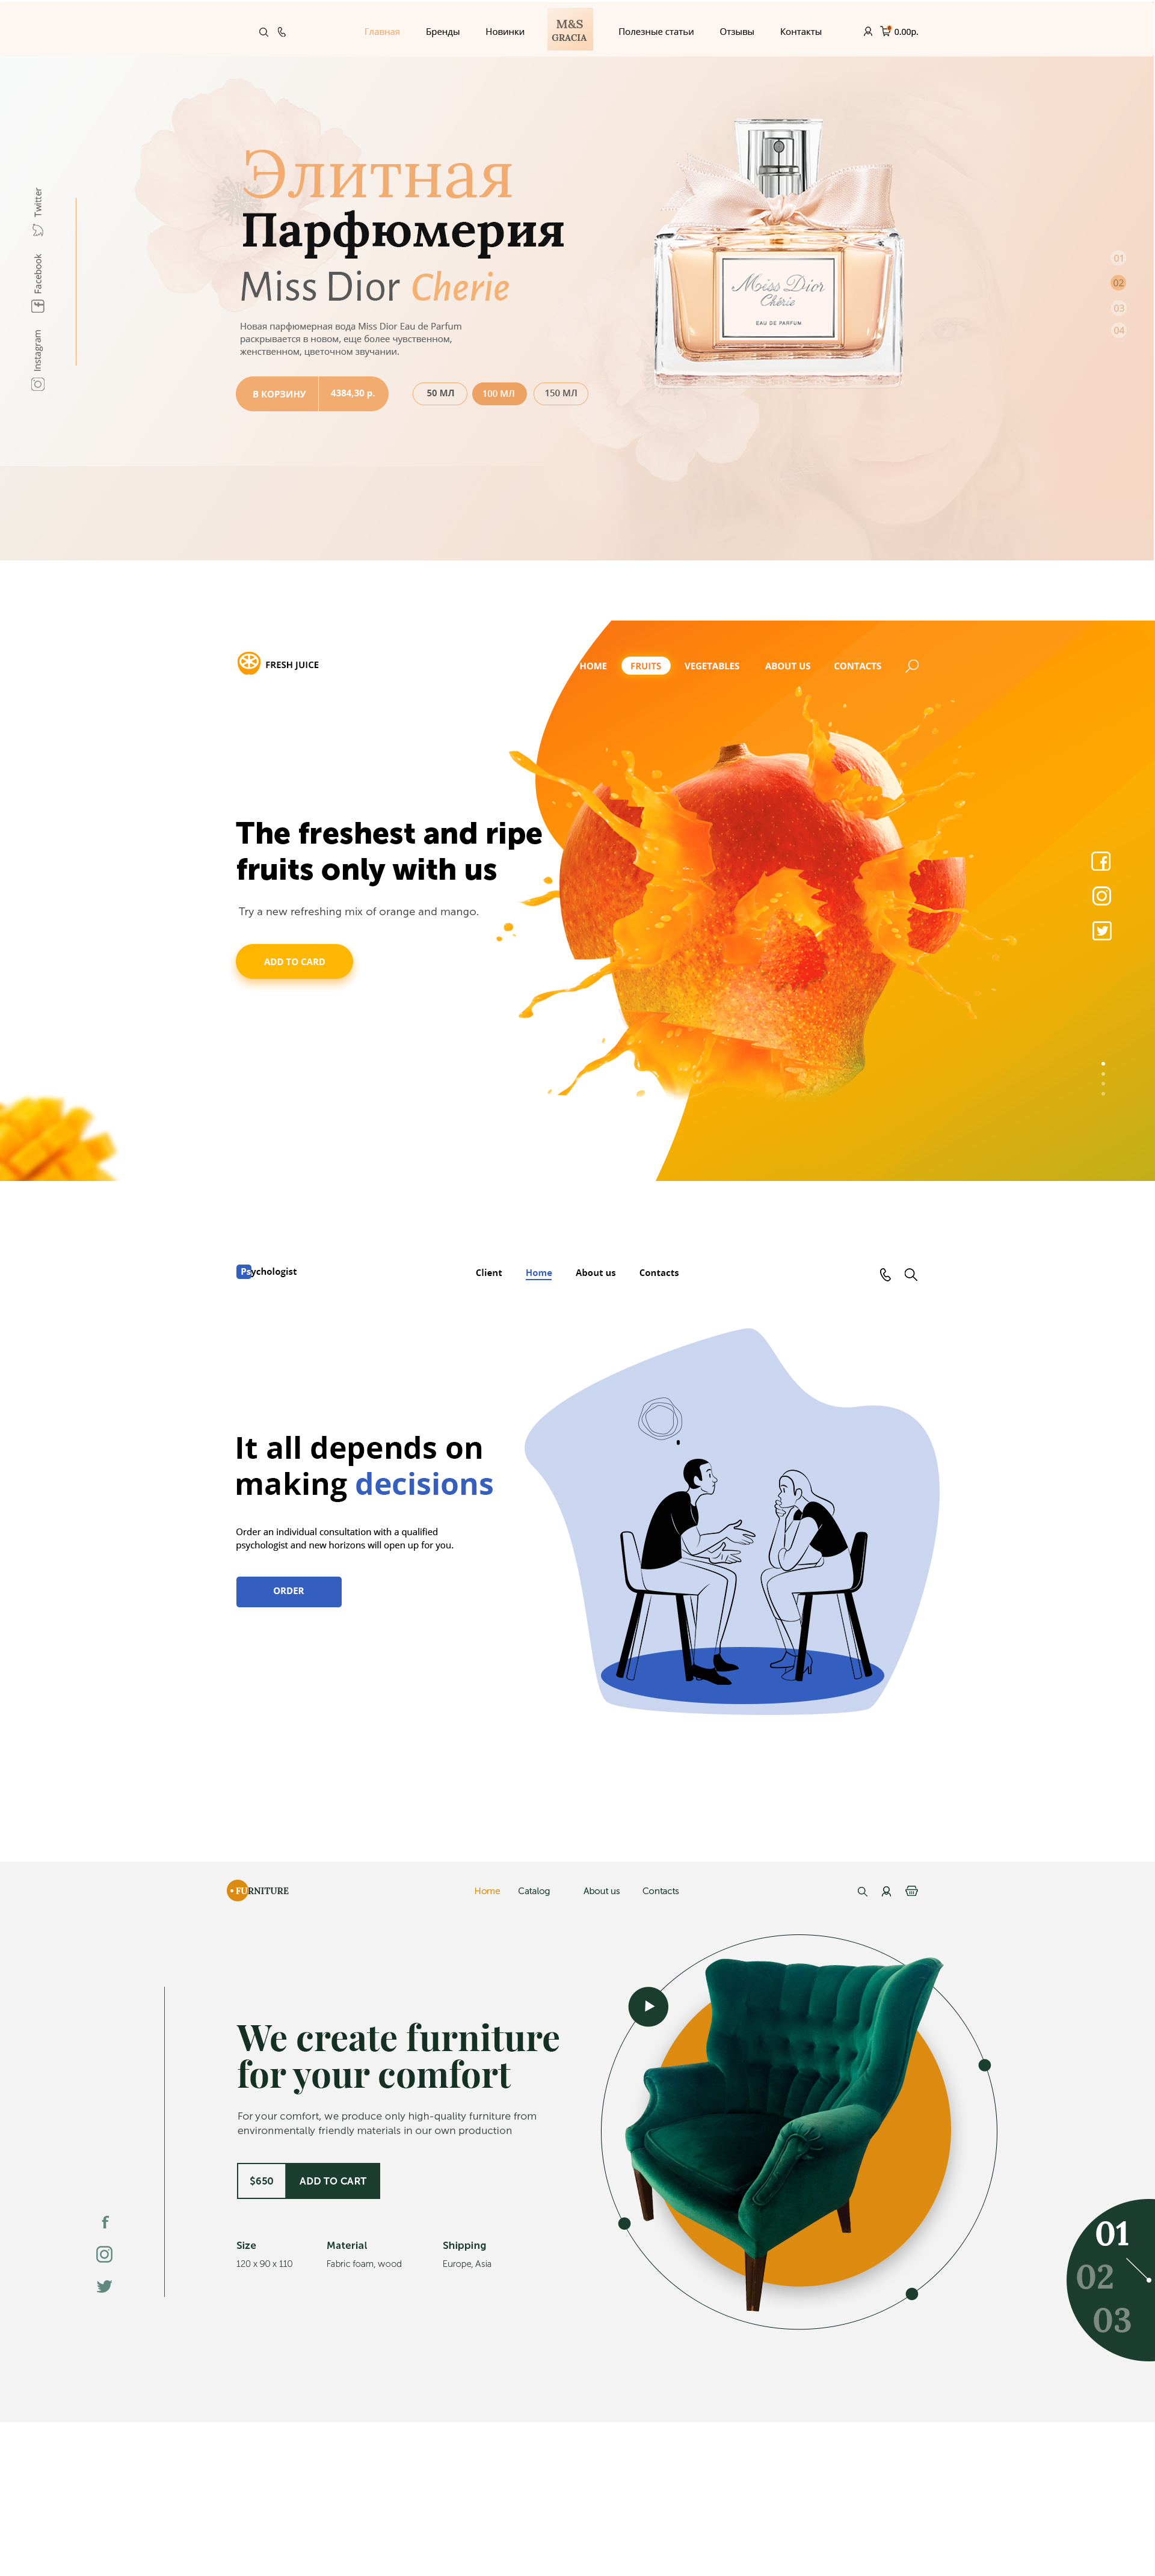 Главная
Бренды
Новинки
M&S
GRACIA
Полезные статьи
Отзывы
Контакты
0.00р.
Twitter
Facebook
Instagram
Элитная
Парфюмерия
Miss Dior Cherie
Новая парфюмерная вода Miss Dior Eau de Parfum
раскрывается в новом, еще более чувственном,
женственном, цветочном звучании.
В КОРЗИНУ
4384,30 р.
50 МЛ
100 МЛ
150 МЛ
Miss Dior
Chérie
EAU DE PARFUM
01
02
03
04
FRESH JUICE
HOME
FRUITS
VEGETABLES
ABOUT US
CONTACTS
The freshest and ripe
fruits only with us
Try a new refreshing mix of orange and mango.
ADD TO CARD
Psychologist
Client
Home
About us
Contacts
It all depends on
making decisions
Order an individual consultation with a qualified
psychologist and new horizons will open up for you.
ORDER
FURNITURE
Home
Catalog
About us
Contacts
We create furniture
for your comfort
For your comfort, we produce only high-quality furniture from
environmentally friendly materials in our own production
$650
ADD TO CART
Size
Material
Shipping
120 x 90 x 110
Fabric foam, wood
Europe, Asia
01
02
03